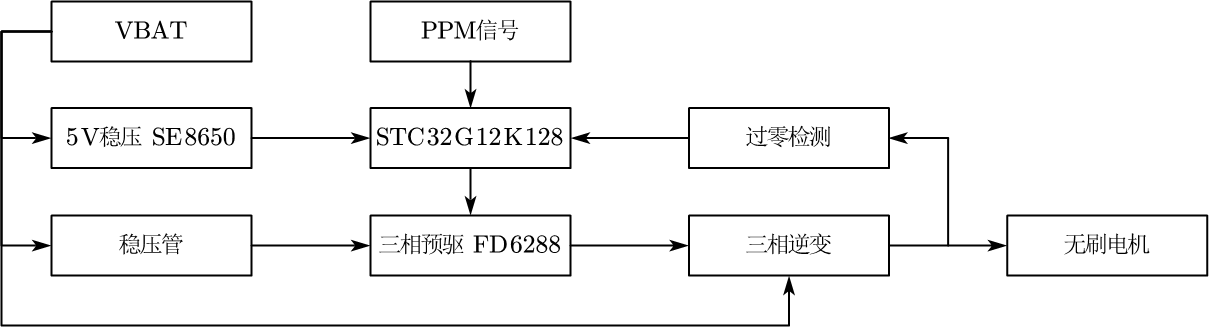 VBAT
PPM信号
5V稳压 SE8650
STC32G12K128
过零检测
稳压管
三相预驱 FD6288
三相逆变
无刷电机